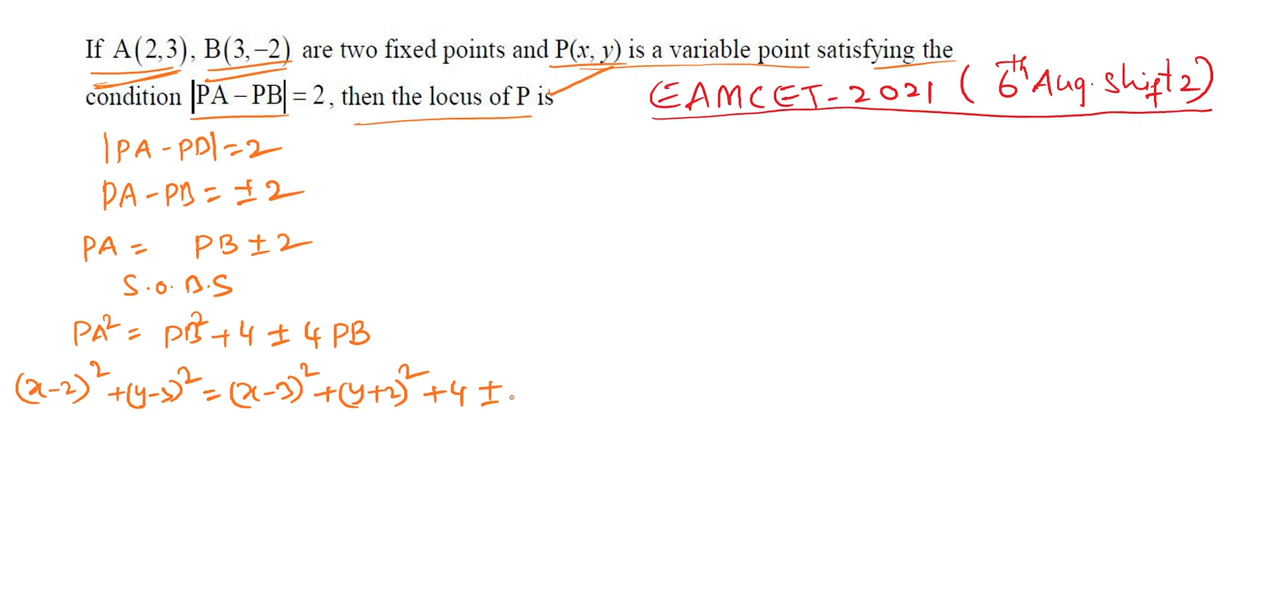 If A(2,3), B(3,−2) are two fixed points and P(x, y) is a variable point satisfying the
condition |PA − PB| = 2, then the locus of P is
EAMCET-2021 ( 6th Aug. shift 2)
|PA - PB| = 2
PA - PB = ± 2
PA = PB ± 2
S.O.B.S
PA² = PB² + 4 ± 4 PB
(x-2)² + (y-3)² = (x-3)² + (y+2)² + 4 ±